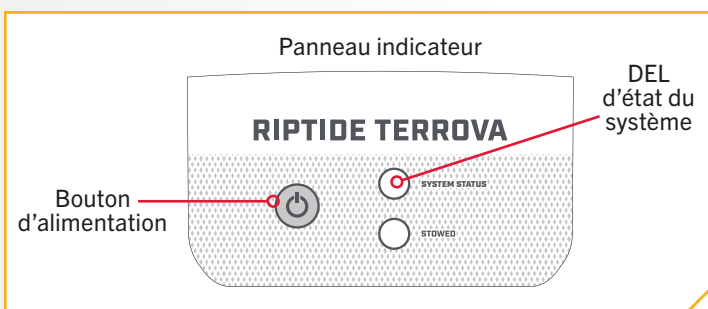 Panneau indicateur
DEL
d'état du
système
RIPTIDE TERROVA
SYSTEM STATUS
Bouton
d'alimentation
STOWED